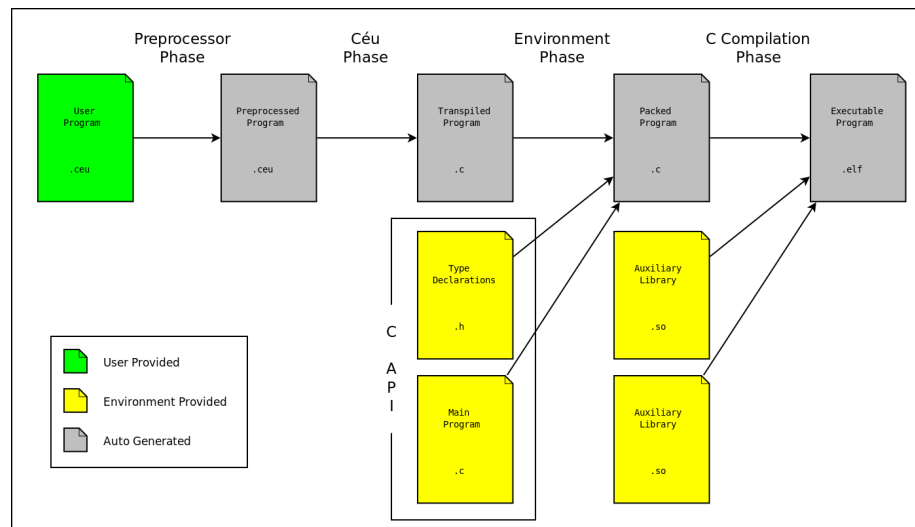 Preprocessor
Phase
Céu
Phase
Environment
Phase
C Compilation
Phase
User
Program
.ceu
Preprocessed
Program
.ceu
Transpiled
Program
.c
Packed
Program
.c
Executable
Program
.elf
C
A
P
I
Type
Declarations
.h
Auxiliary
Library
.so
Main
Program
.c
Auxiliary
Library
.so
User Provided
Environment Provided
Auto Generated